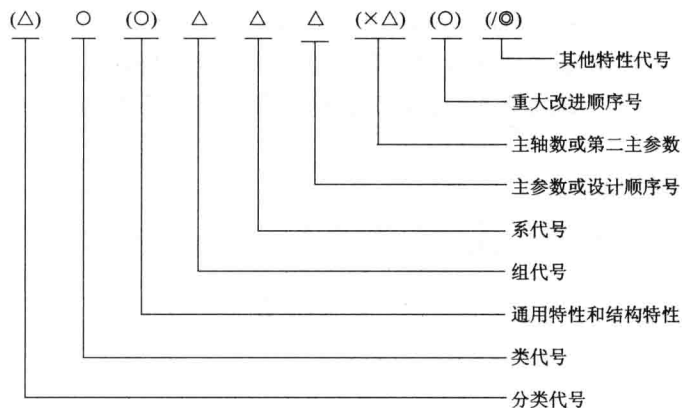 (△) ○ (○) △ △ △ (×△) (○) (/◎)
其他特性代号
重大改进顺序号
主轴数或第二主参数
主参数或设计顺序号
系代号
组代号
通用特性和结构特性
类代号
分类代号